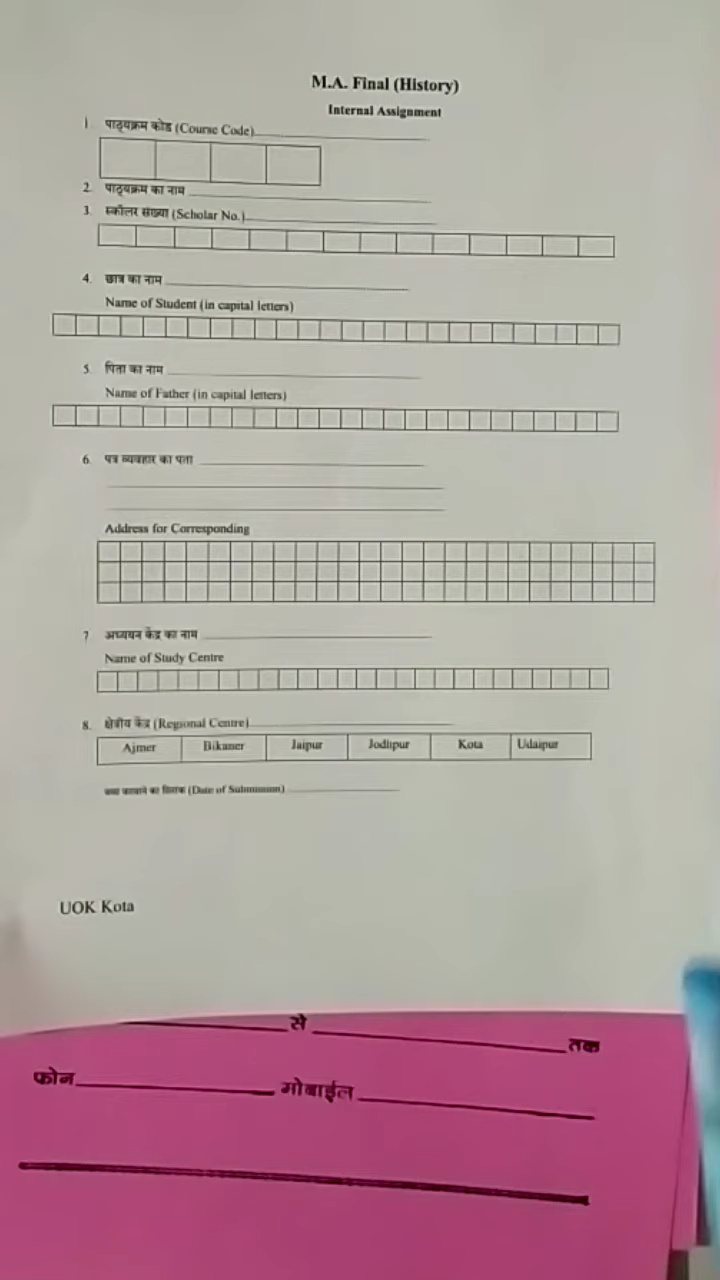 M.A. Final (History)
Internal Assignment
1. पाठ्यक्रम कोड (Course Code)
2. पाठ्यक्रम का नाम
3. स्कॉलर संख्या (Scholar No.)
4. छात्र का नाम
Name of Student (in capital letters)
5. पिता का नाम
Name of Father (in capital letters)
6. पत्र व्यवहार का पता
Address for Corresponding
7 अध्ययन केंद्र का नाम
Name of Study Centre
8. क्षेत्रीय केंद्र (Regional Centre)
Ajmer Bikaner Jaipur Jodhpur Kota Udaipur
का दिनांक (Date of Submission)
UOK Kota
से तक
फोन मोबाईल